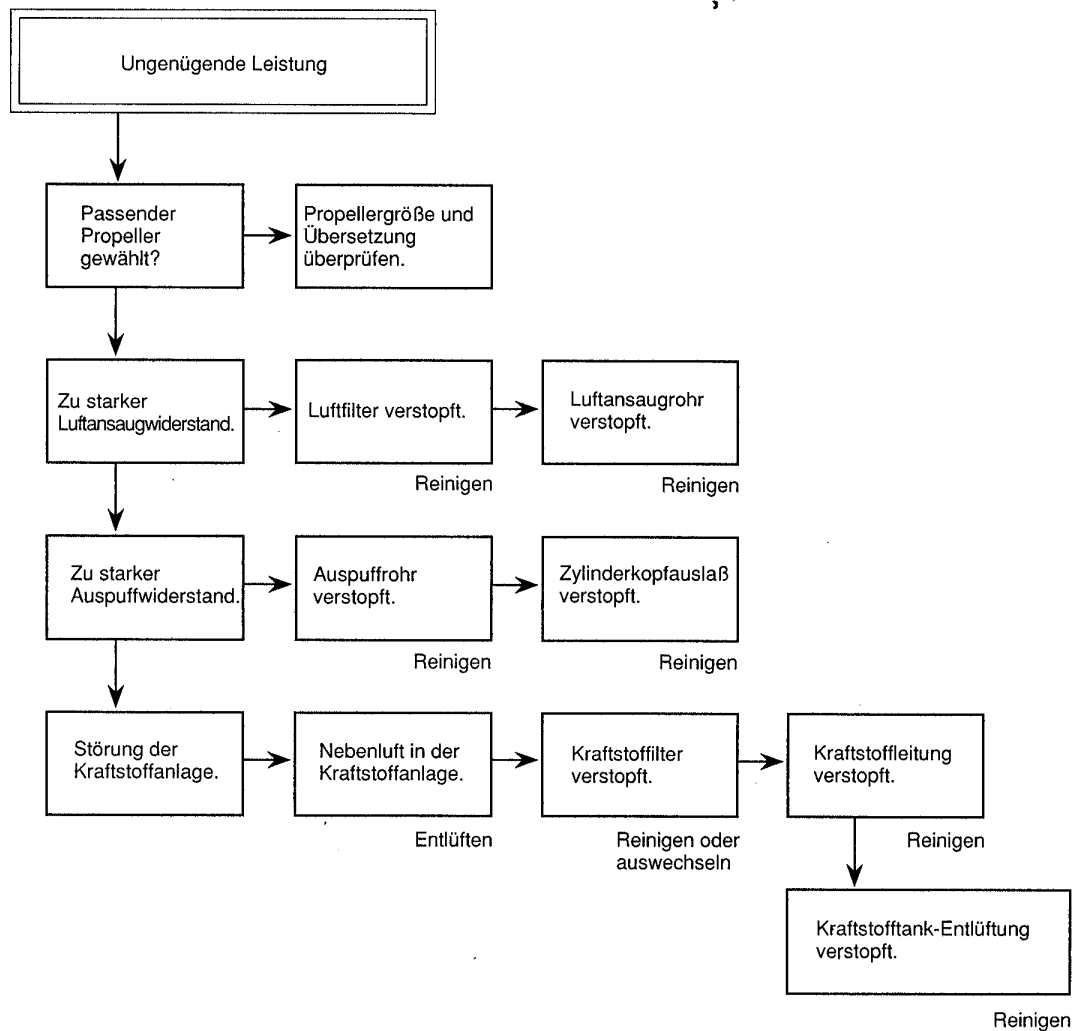 Ungenügende Leistung
Passender
Propeller
gewählt?
Propellergröße und
Übersetzung
überprüfen.
Zu starker
Luftansaugwiderstand.
Luftfilter verstopft.
Reinigen
Luftansaugrohr
verstopft.
Reinigen
Zu starker
Auspuffwiderstand.
Auspuffrohr
verstopft.
Reinigen
Zylinderkopfauslaß
verstopft.
Reinigen
Störung der
Kraftstoffanlage.
Nebenluft in der
Kraftstoffanlage.
Entlüften
Kraftstoffilter
verstopft.
Reinigen oder
auswechseln
Kraftstoffleitung
verstopft.
Reinigen
Kraftstofftank-Entlüftung
verstopft.
Reinigen